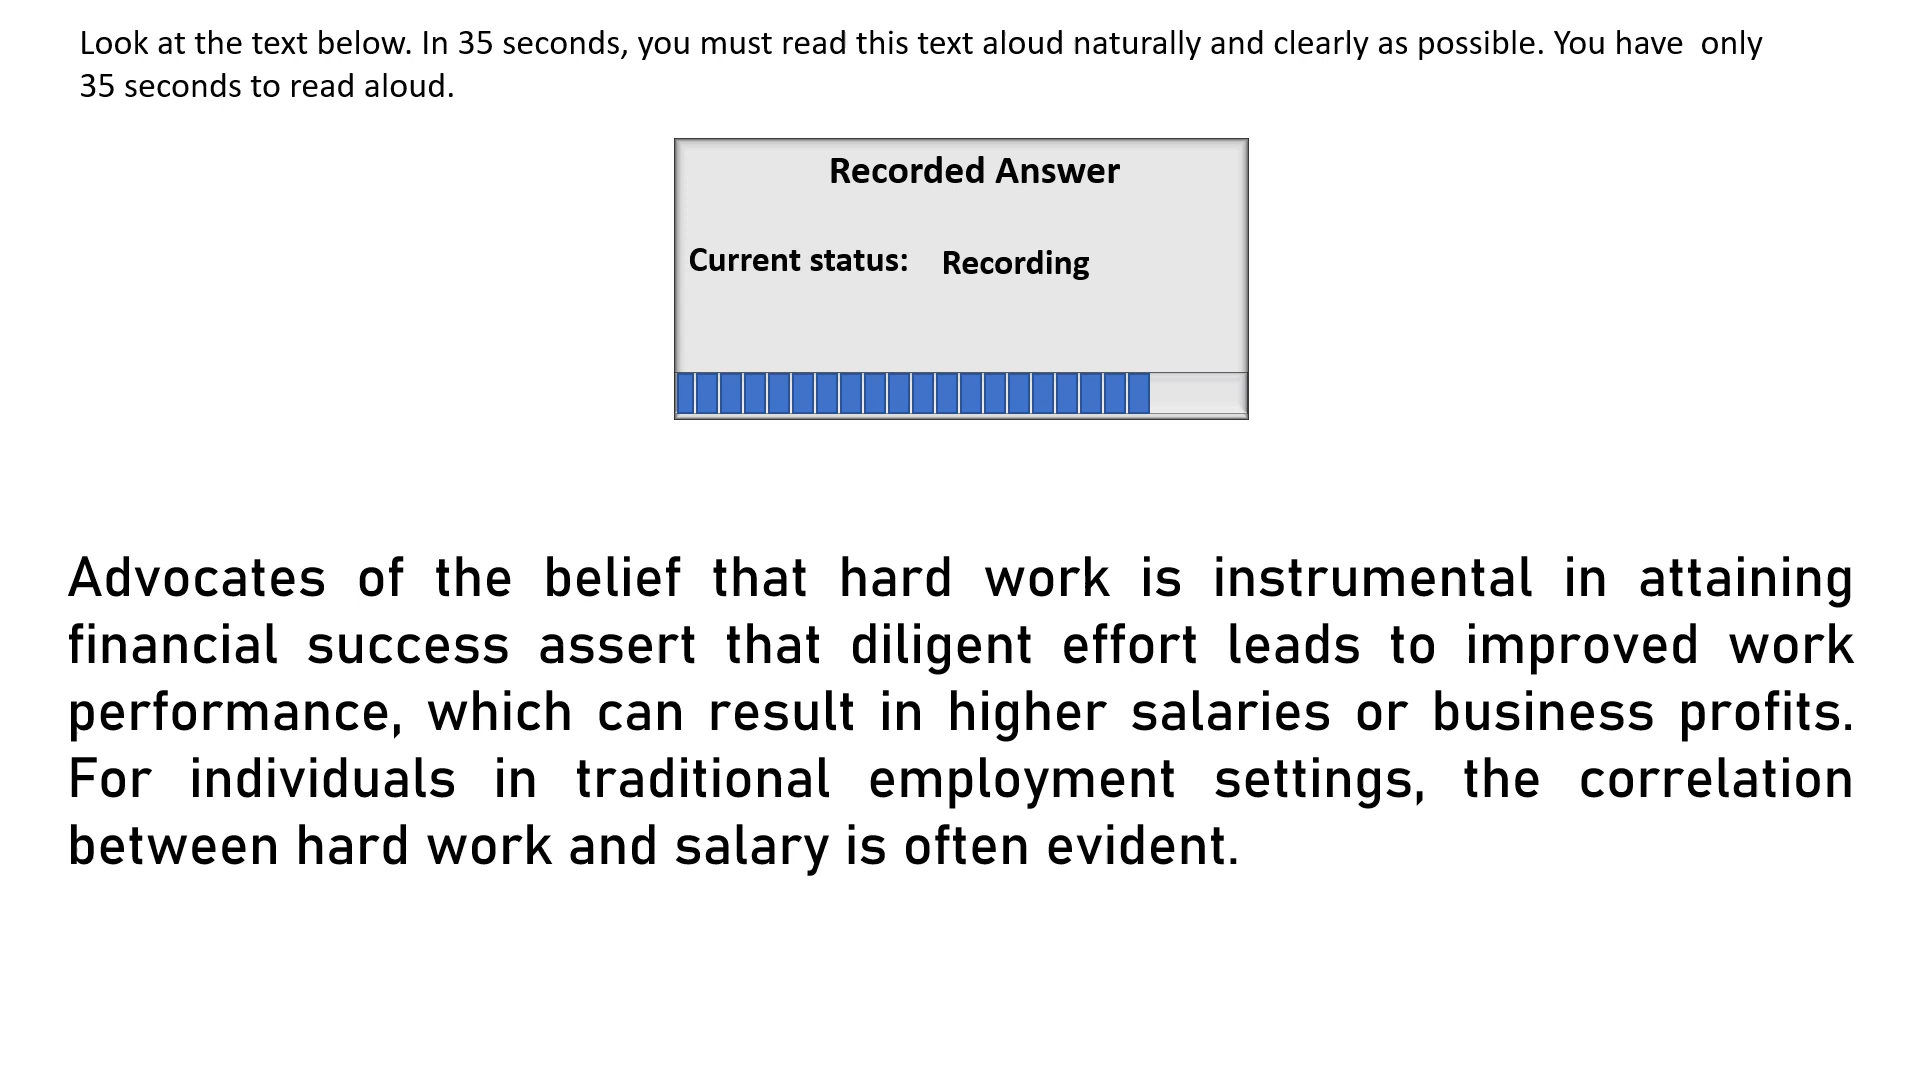 Look at the text below. In 35 seconds, you must read this text aloud naturally and clearly as possible. You have  only
35 seconds to read aloud.
Recorded Answer
Current status: Recording
Advocates of the belief that hard work is instrumental in attaining
financial success assert that diligent effort leads to improved work
performance, which can result in higher salaries or business profits.
For individuals in traditional employment settings, the correlation
between hard work and salary is often evident.